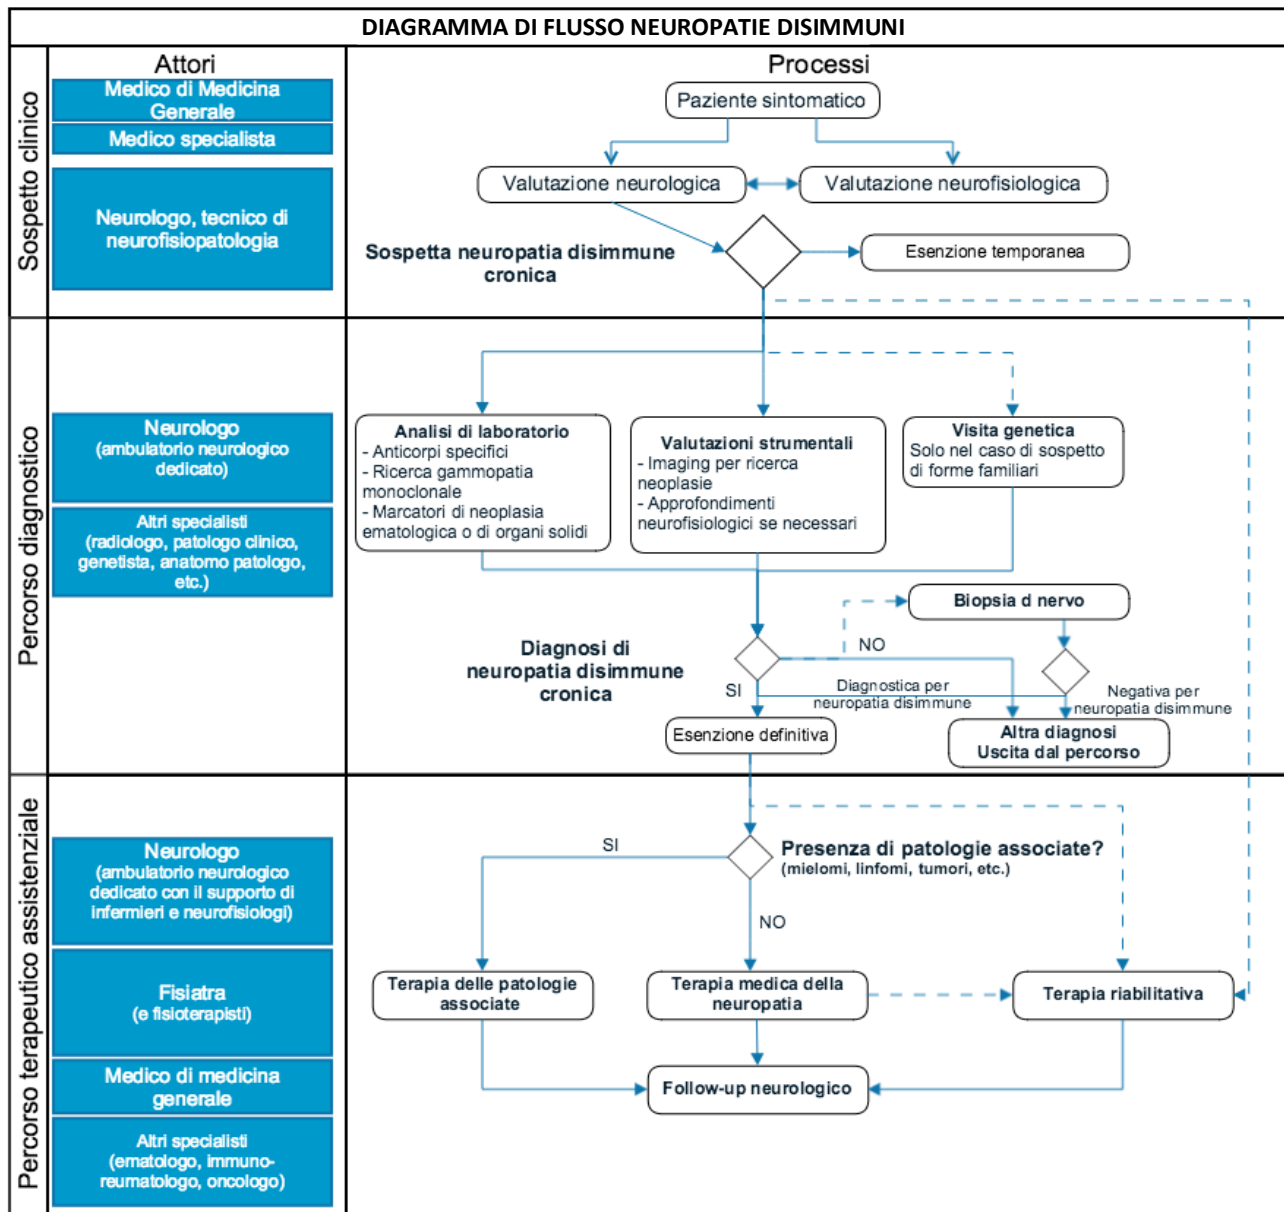 DIAGRAMMA DI FLUSSO NEUROPATIE DISIMMUNI
Attori
Processi
Sospetto clinico
Medico di Medicina
Generale
Medico specialista
Neurologo, tecnico di
neurofisiopatologia
Paziente sintomatico
Valutazione neurologica
Valutazione neurofisiologica
Sospetta neuropatia disimmune
cronica
Esenzione temporanea
Percorso diagnostico
Neurologo
(ambulatorio neurologico
dedicato)
Altri specialisti
(radiologo, patologo clinico,
genetista, anatomo patologo,
etc.)
Analisi di laboratorio
- Anticorpi specifici
- Ricerca gammopatia
monoclonale
- Marcatori di neoplasia
ematologica o di organi solidi
Valutazioni strumentali
- Imaging per ricerca
neoplasie
- Approfondimenti
neurofisiologici se necessari
Visita genetica
Solo nel caso di sospetto
di forme familiari
Biopsia d nervo
Diagnosi di
neuropatia disimmune
cronica
NO
SI
Diagnostica per
neuropatia disimmune
Negativa per
neuropatia disimmune
Esenzione definitiva
Altra diagnosi
Uscita dal percorso
Percorso terapeutico assistenziale
Neurologo
(ambulatorio neurologico
dedicato con il supporto di
infermieri e neurofisiologi)
Fisiatra
(e fisioterapisti)
Medico di medicina
generale
Altri specialisti
(ematologo, immuno-
reumatologo, oncologo)
SI
Presenza di patologie associate?
(mielomi, linfomi, tumori, etc.)
NO
Terapia delle patologie
associate
Terapia medica della
neuropatia
Terapia riabilitativa
Follow-up neurologico